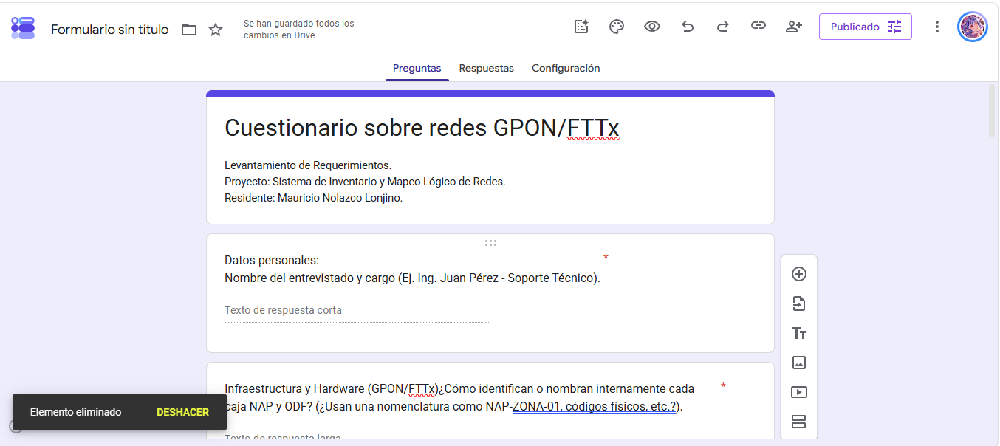 Formulario sin título
Se han guardado todos los
cambios en Drive
Publicado
Preguntas
Respuestas
Configuración
Cuestionario sobre redes GPON/FTTx
Levantamiento de Requerimientos.
Proyecto: Sistema de Inventario y Mapeo Lógico de Redes.
Residente: Mauricio Nolazco Lonjino.
Datos personales: *
Nombre del entrevistado y cargo (Ej. Ing. Juan Pérez - Soporte Técnico).
Texto de respuesta corta
Infraestructura y Hardware (GPON/FTTx)¿Cómo identifican o nombran internamente cada *
caja NAP y ODF? (¿Usan una nomenclatura como NAP-ZONA-01, códigos físicos, etc.?).
Texto de respuesta larga
Elemento eliminado DESHACER